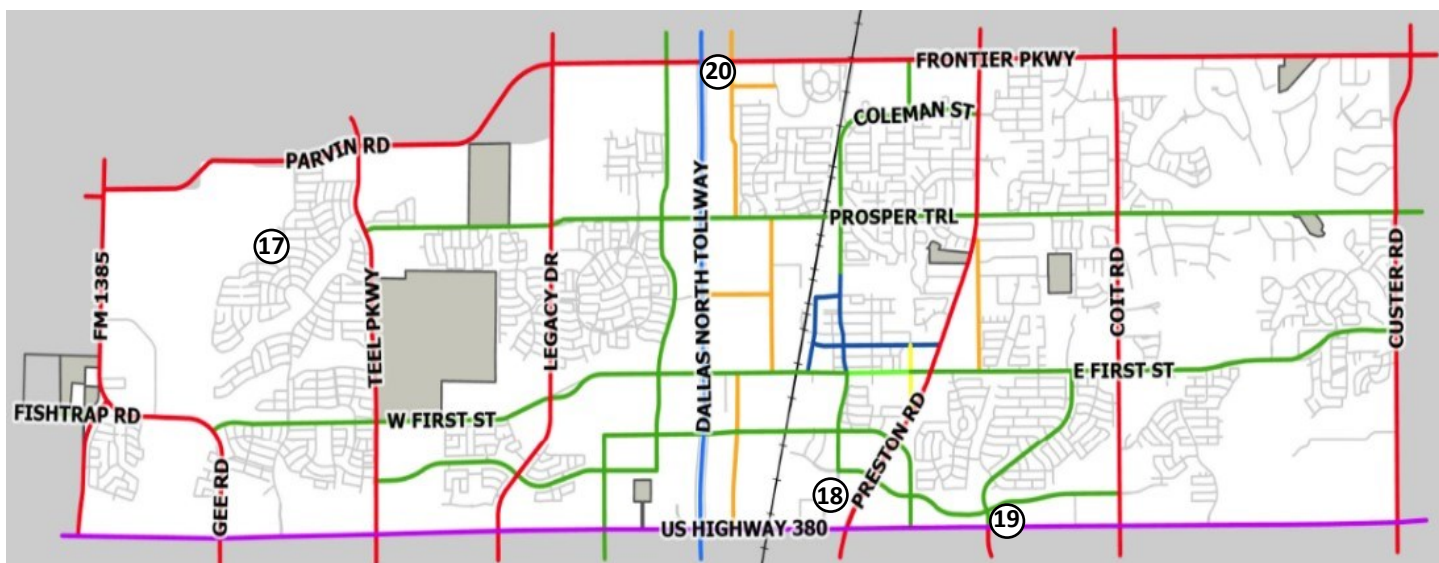 FRONTIER PKWY
20
COLEMAN ST
PARVIN RD
DALLAS NORTH TOLLWAY
PROSPER TRL
17
FM 1385
TEEL PKWY
LEGACY DR
COIT RD
CUSTER RD
E FIRST ST
FISHTRAP RD
W FIRST ST
PRESTON RD
GEE RD
18
19
US HIGHWAY 380